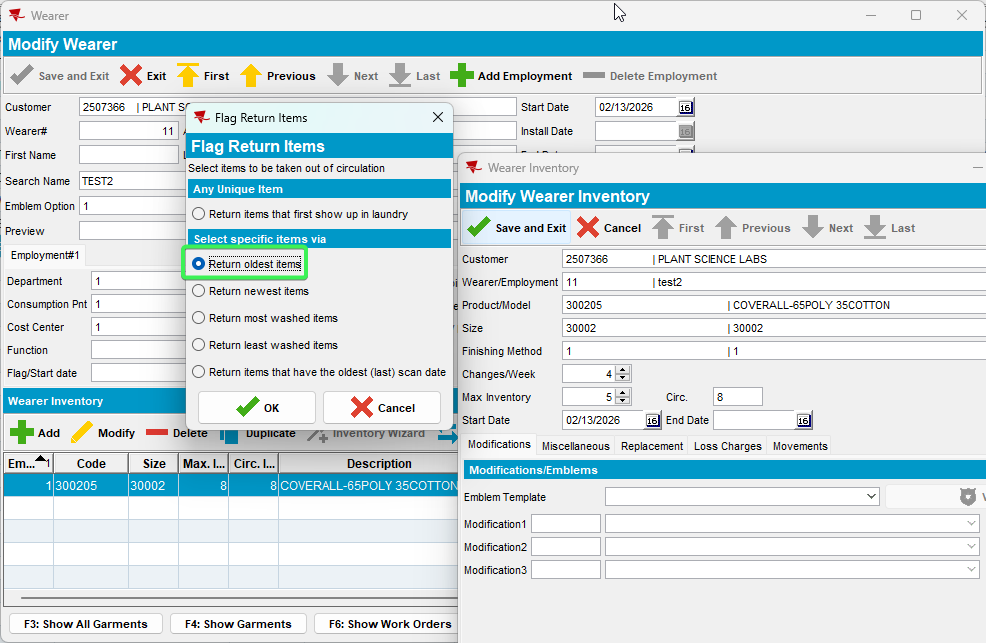 Wearer
Modify Wearer
Save and Exit Exit First Previous Next Last Add Employment Delete Employment
Customer 2507366 | PLANT Start Date 02/13/2026 16
Wearer# 11 Install Date 16
First Name
Search Name TEST2
Emblem Option 1
Preview
Employment#1
Department 1
Consumption Pnt 1
Cost Center 1
Function
Flag/Start date
Wearer Inventory
Add Modify Delete Duplicate Inventory Wizard
Em... 1 Code Size Max. I... Circ. I... Description
1 300205 30002 8 8 COVERALL-65POLY 35COTTON
F3: Show All Garments F4: Show Garments F6: Show Work Orders
Flag Return Items
Flag Return Items
Select items to be taken out of circulation
Any Unique Item
Return items that first show up in laundry
Select specific items via
Return oldest items
Return newest items
Return most washed items
Return least washed items
Return items that have the oldest (last) scan date
OK Cancel
Wearer Inventory
Modify Wearer Inventory
Save and Exit Cancel First Previous Next Last
Customer 2507366 | PLANT SCIENCE LABS
Wearer/Employment 11 | test2
Product/Model 300205 | COVERALL-65POLY 35COTTON
Size 30002 | 30002
Finishing Method 1 | 1
Changes/Week 4
Max Inventory 5 Circ. 8
Start Date 02/13/2026 16 End Date 16
Modifications Miscellaneous Replacement Loss Charges Movements
Modifications/Emblems
Emblem Template
Modification1
Modification2
Modification3